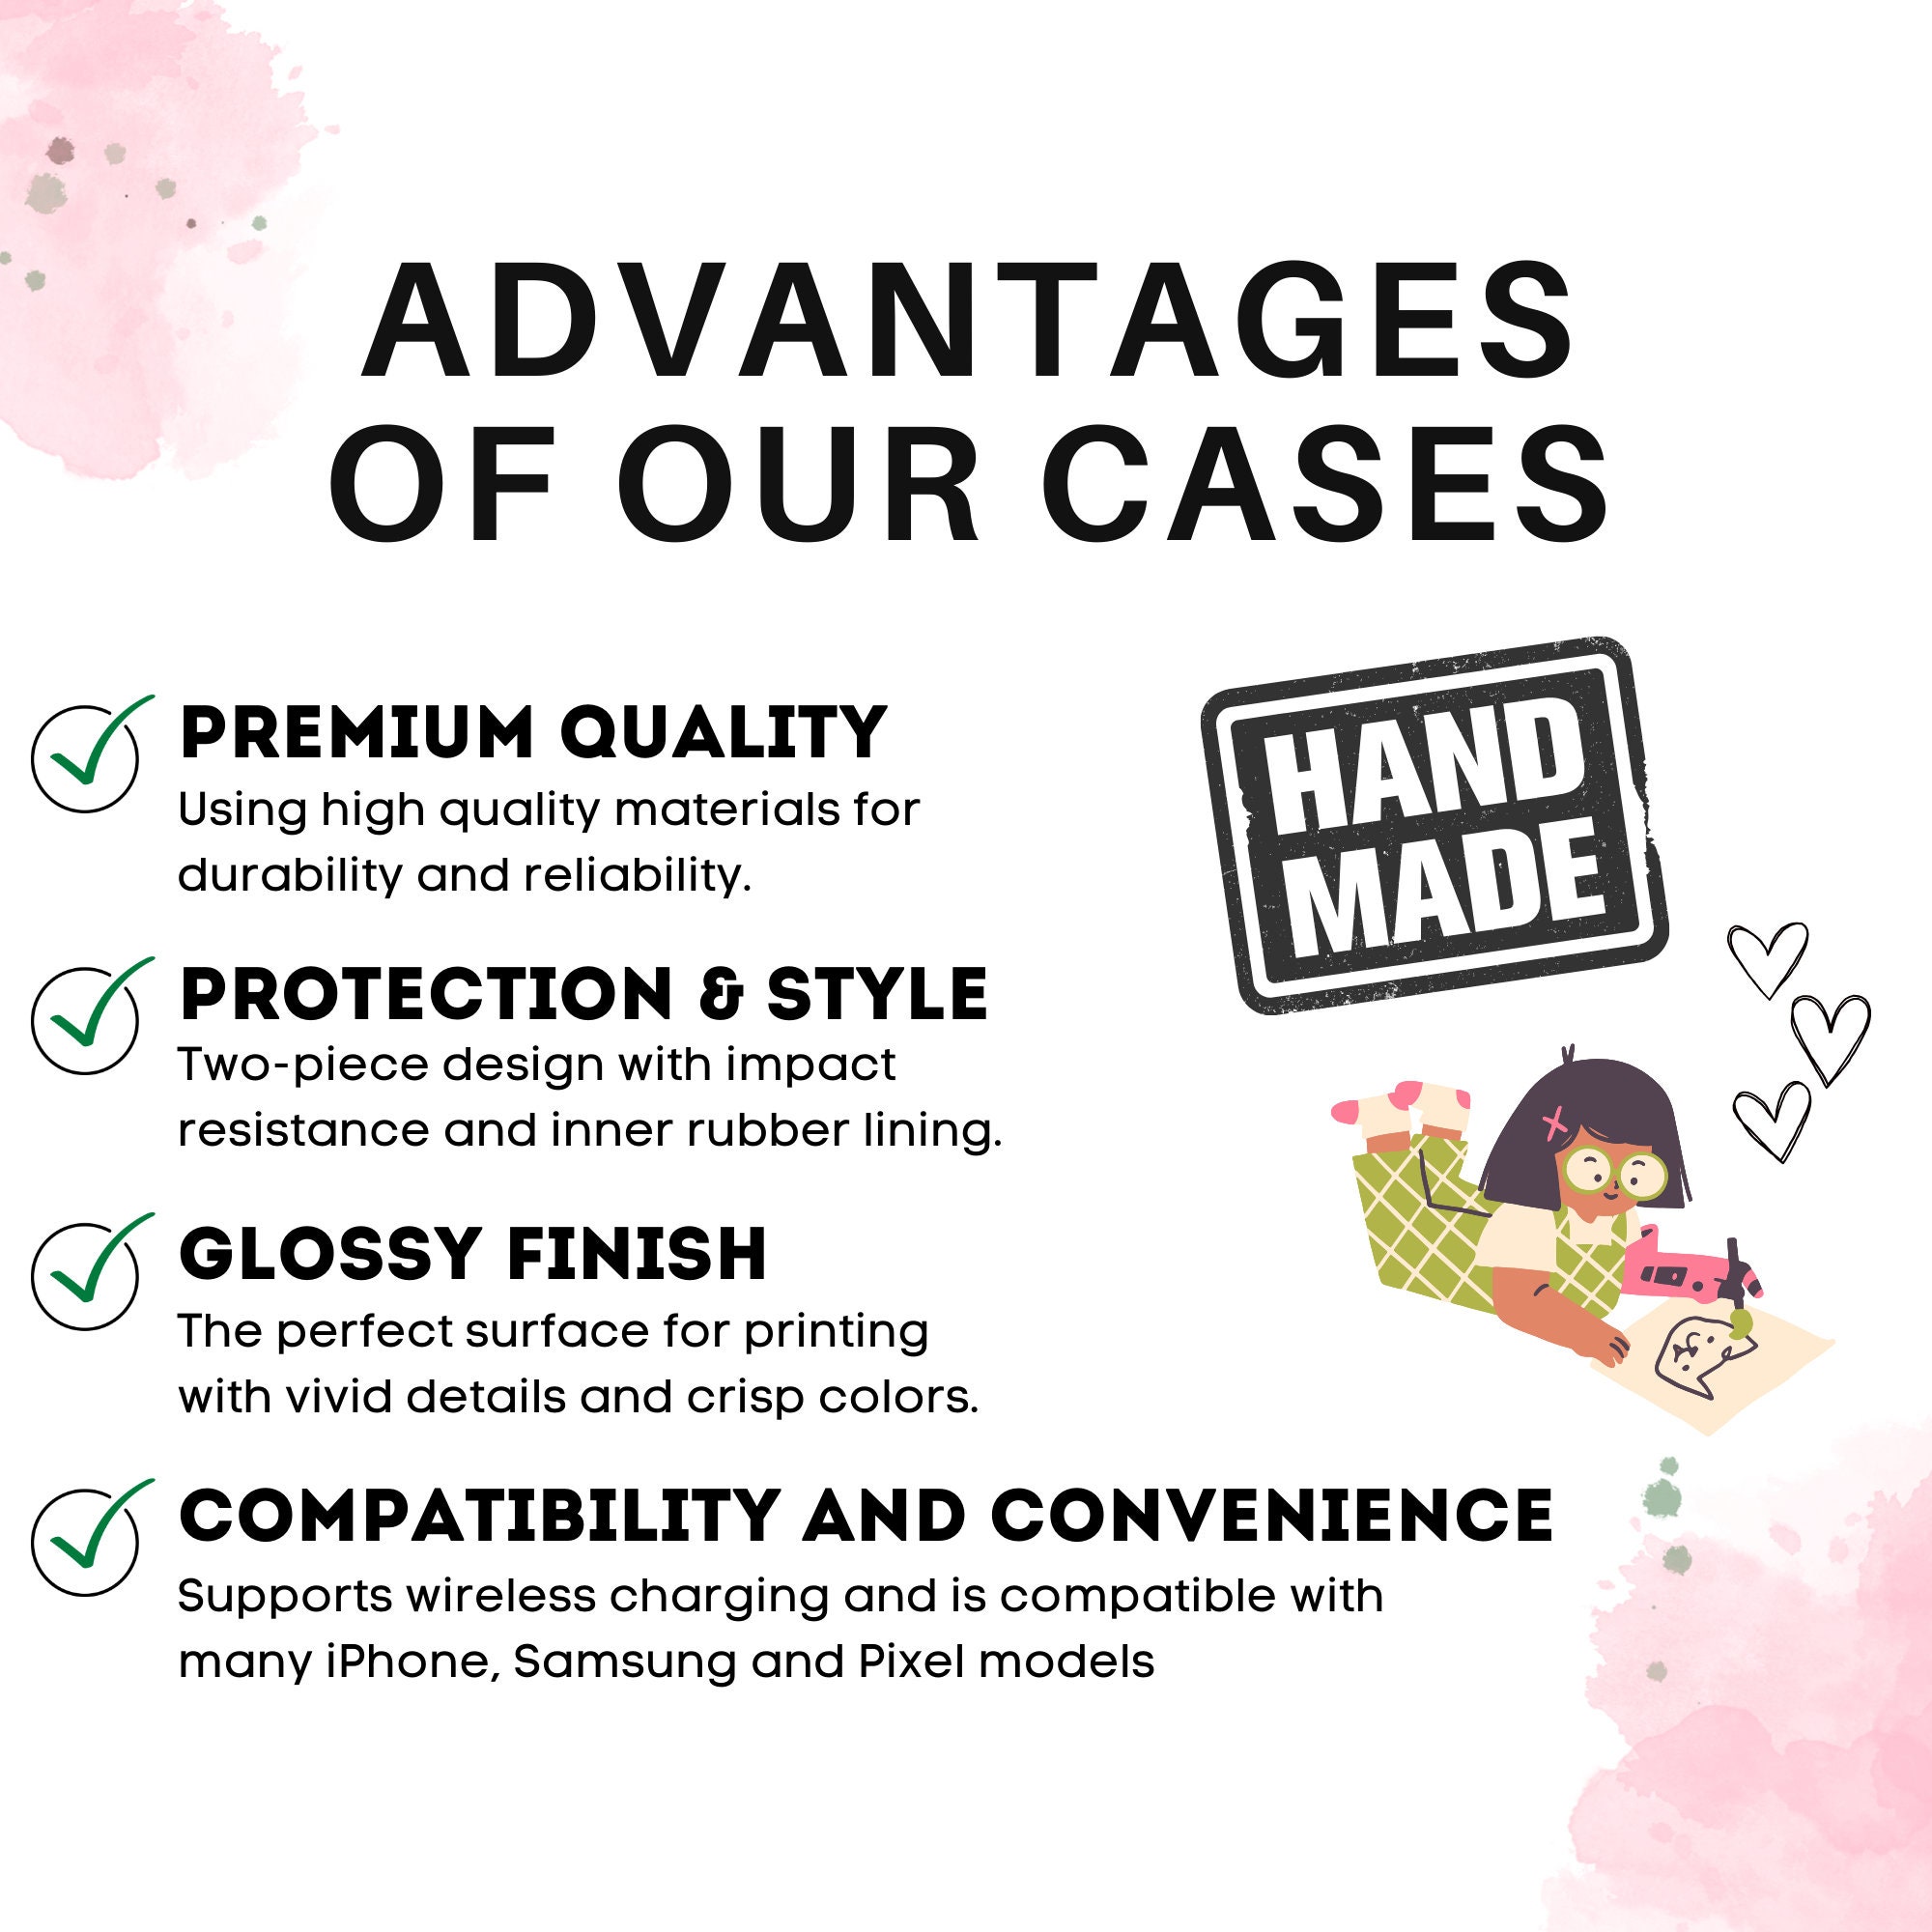 ADVANTAGES
OF OUR CASES
PREMIUM QUALITY
Using high quality materials for
durability and reliability.
HAND
MADE
PROTECTION & STYLE
Two-piece design with impact
resistance and inner rubber lining.
GLOSSY FINISH
The perfect surface for printing
with vivid details and crisp colors.
COMPATIBILITY AND CONVENIENCE
Supports wireless charging and is compatible with
many iPhone, Samsung and Pixel models